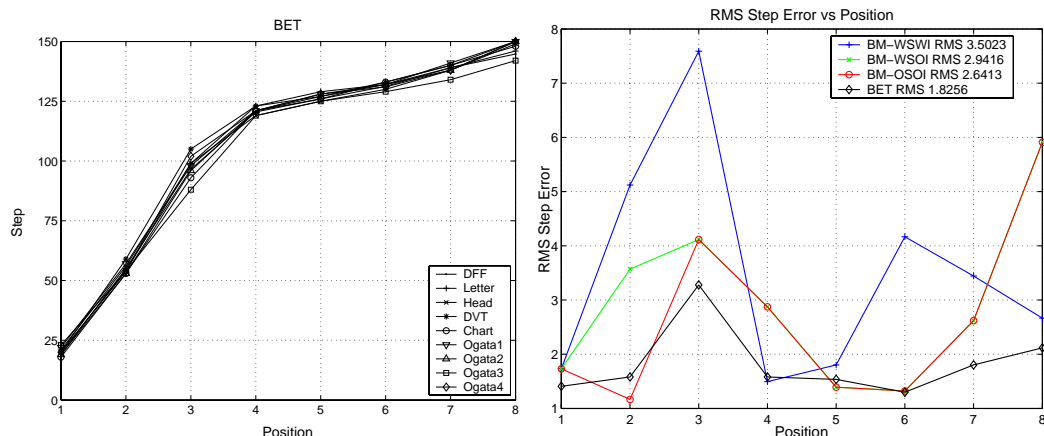 BET
150
125
100
75
50
25
0
Step
1 2 3 4 5 6 7 8
Position
DFF
Letter
Head
DVT
Chart
Ogata1
Ogata2
Ogata3
Ogata4
RMS Step Error vs Position
8
7
6
5
4
3
2
1
RMS Step Error
1 2 3 4 5 6 7 8
Position
BM−WSWI RMS 3.5023
BM−WSOI RMS 2.9416
BM−OSOI RMS 2.6413
BET RMS 1.8256